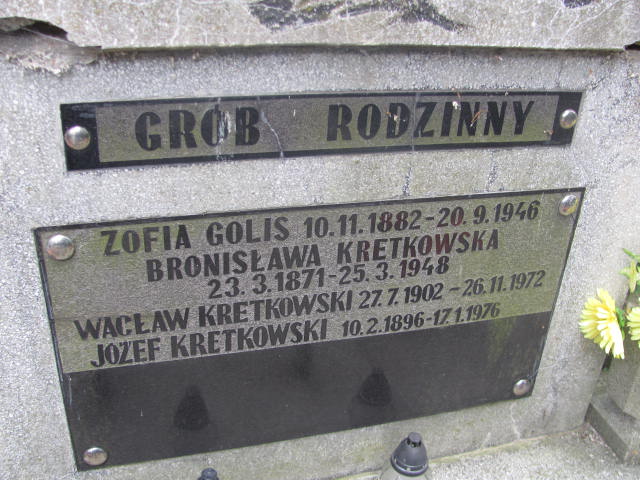 GRÓB RODZINNY
ZOFIA GOLIS 10.11.1882-20.9.1946
BRONISŁAWA KRETKOWSKA
23.3.1871-25.3.1948
WACŁAW KRETKOWSKI 27.7.1902-26.11.1972
JÓZEF KRETKOWSKI 10.2.1896-17.1.1976